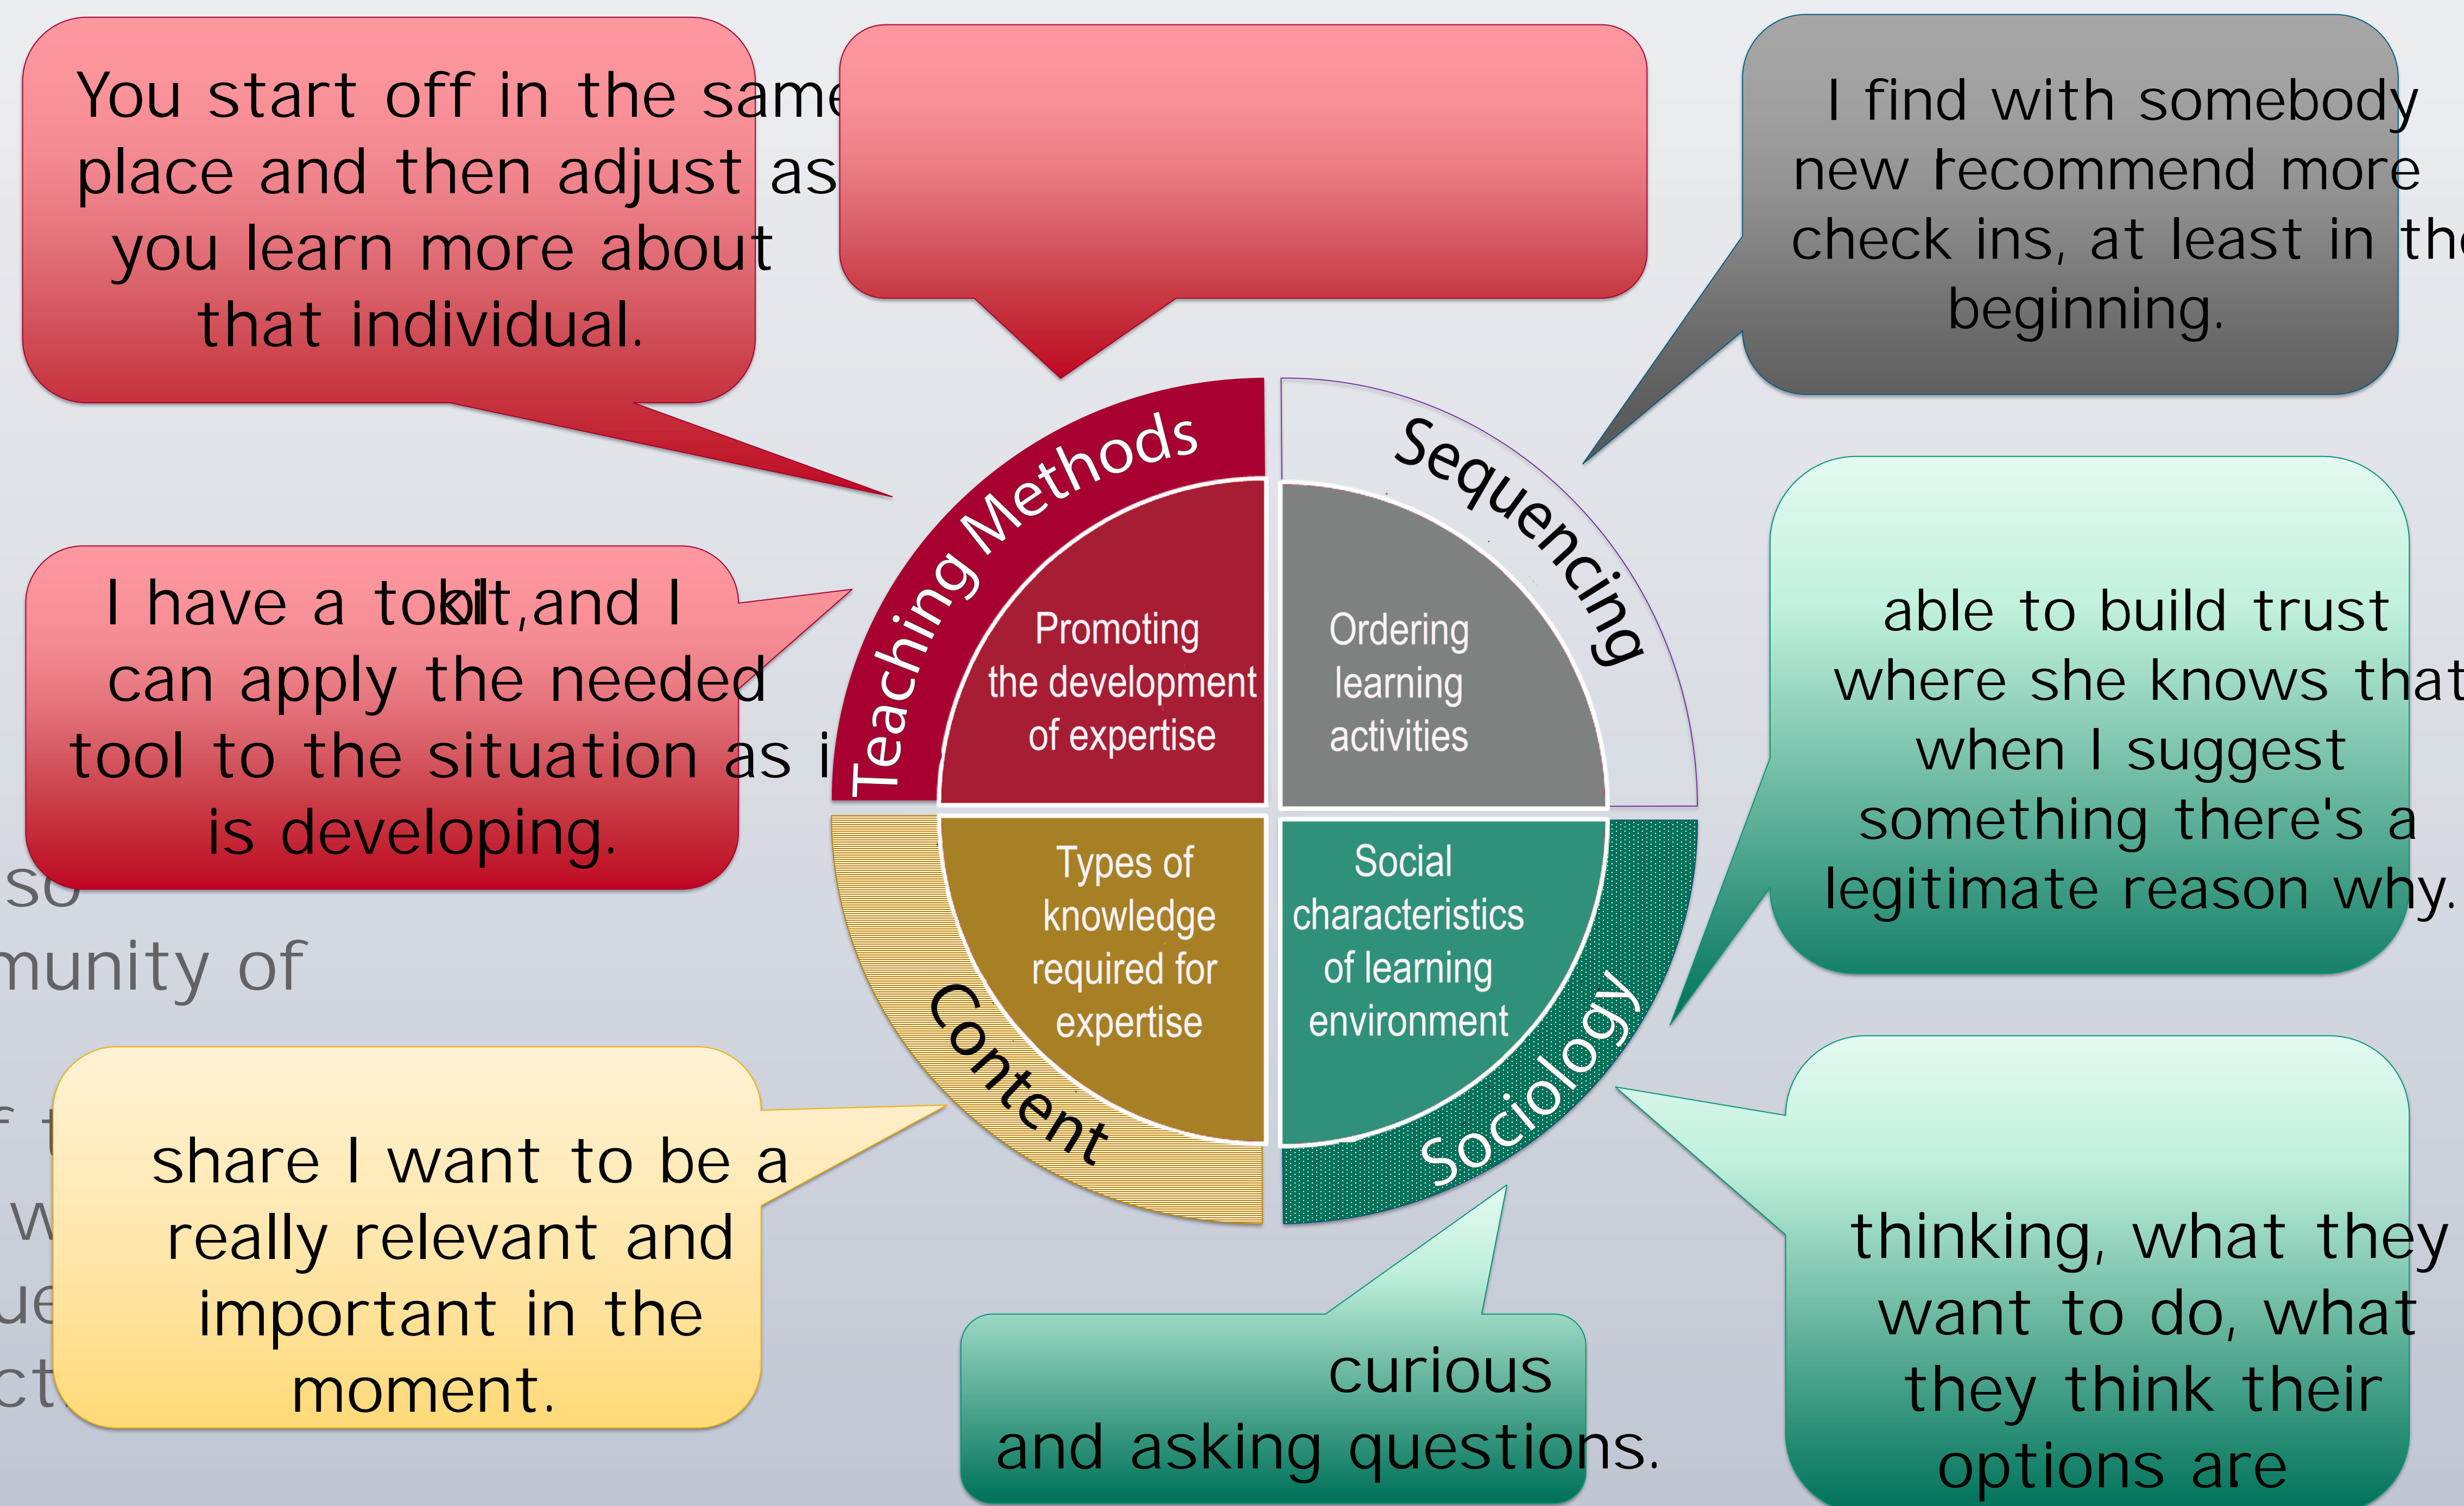 You start off in the same
place and then adjust as
you learn more about
that individual.
I find with somebody
new I recommend more
check ins, at least in the
beginning.
I have a toolkit, and I
can apply the needed
tool to the situation as i
is developing.
able to build trust
where she knows that
when I suggest
something there's a
legitimate reason why.
Teaching Methods
Promoting
the development
of expertise
Sequencing
Ordering
learning
activities
Content
Types of
knowledge
required for
expertise
Sociology
Social
characteristics
of learning
environment
so
munity of
share I want to be a
really relevant and
important in the
moment.
curious
and asking questions.
thinking, what they
want to do, what
they think their
options are